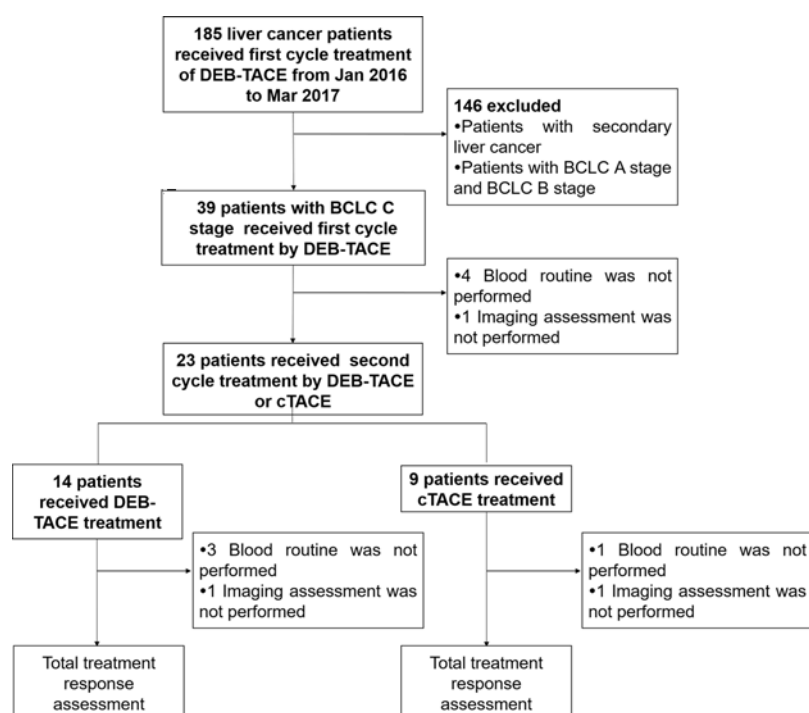 185 liver cancer patients
received first cycle treatment
of DEB-TACE from Jan 2016
to Mar 2017
146 excluded
•Patients with secondary
liver cancer
•Patients with BCLC A stage
and BCLC B stage
39 patients with BCLC C
stage received first cycle
treatment by DEB-TACE
•4 Blood routine was not
performed
•1 Imaging assessment was
not performed
23 patients received second
cycle treatment by DEB-TACE
or cTACE
14 patients
received DEB-
TACE treatment
9 patients received
cTACE treatment
•3 Blood routine was not
performed
•1 Imaging assessment was
not performed
•1 Blood routine was not
performed
•1 Imaging assessment was
not performed
Total treatment
response
assessment
Total treatment
response
assessment